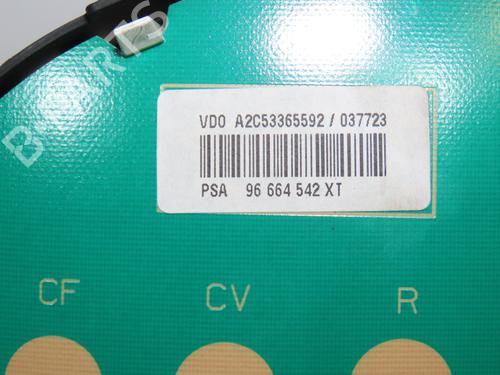 VDO A2C53365592 / 037723
PSA 96 664 542 XT
CF CV R